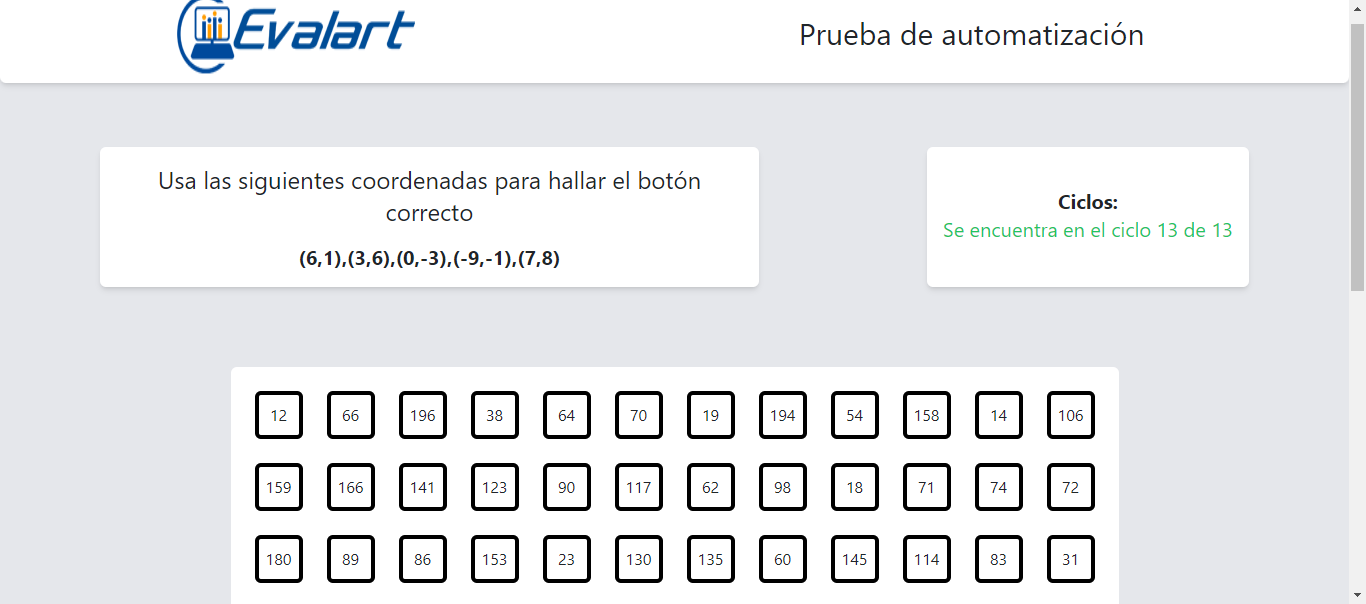 Evalart
Prueba de automatización
Usa las siguientes coordenadas para hallar el botón
correcto
(6,1),(3,6),(0,-3),(-9,-1),(7,8)
Ciclos:
Se encuentra en el ciclo 13 de 13
12 66 196 38 64 70 19 194 54 158 14 106
159 166 141 123 90 117 62 98 18 71 74 72
180 89 86 153 23 130 135 60 145 114 83 31